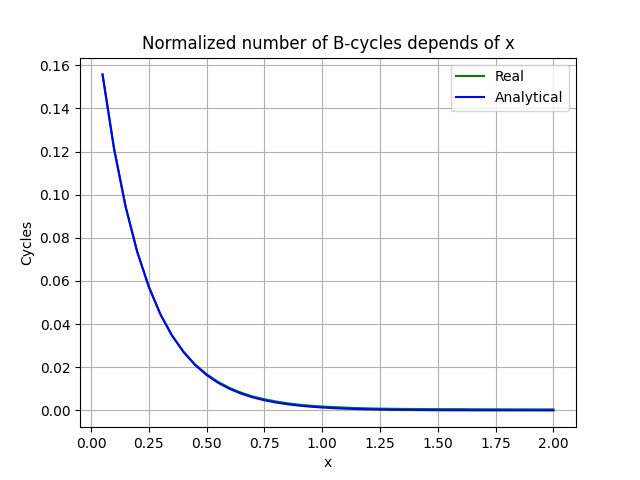 Normalized number of B-cycles depends of x
Real
Analytical
Cycles
0.16
0.14
0.12
0.10
0.08
0.06
0.04
0.02
0.00
0.00 0.25 0.50 0.75 1.00 1.25 1.50 1.75 2.00
x